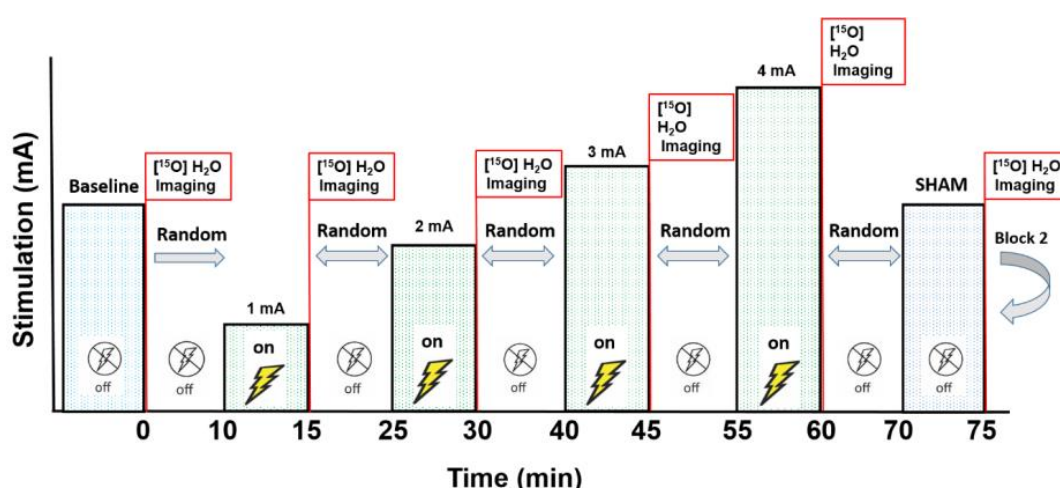 Stimulation (mA)
Baseline
off
[¹⁵O] H₂O
Imaging
Random
off
1 mA
on
[¹⁵O] H₂O
Imaging
Random
off
2 mA
on
[¹⁵O] H₂O
Imaging
Random
off
3 mA
on
[¹⁵O]
H₂O
Imaging
Random
off
4 mA
on
[¹⁵O]
H₂O
Imaging
Random
off
SHAM
off
[¹⁵O] H₂O
Imaging
Block 2
0 10 15 25 30 40 45 55 60 70 75
Time (min)